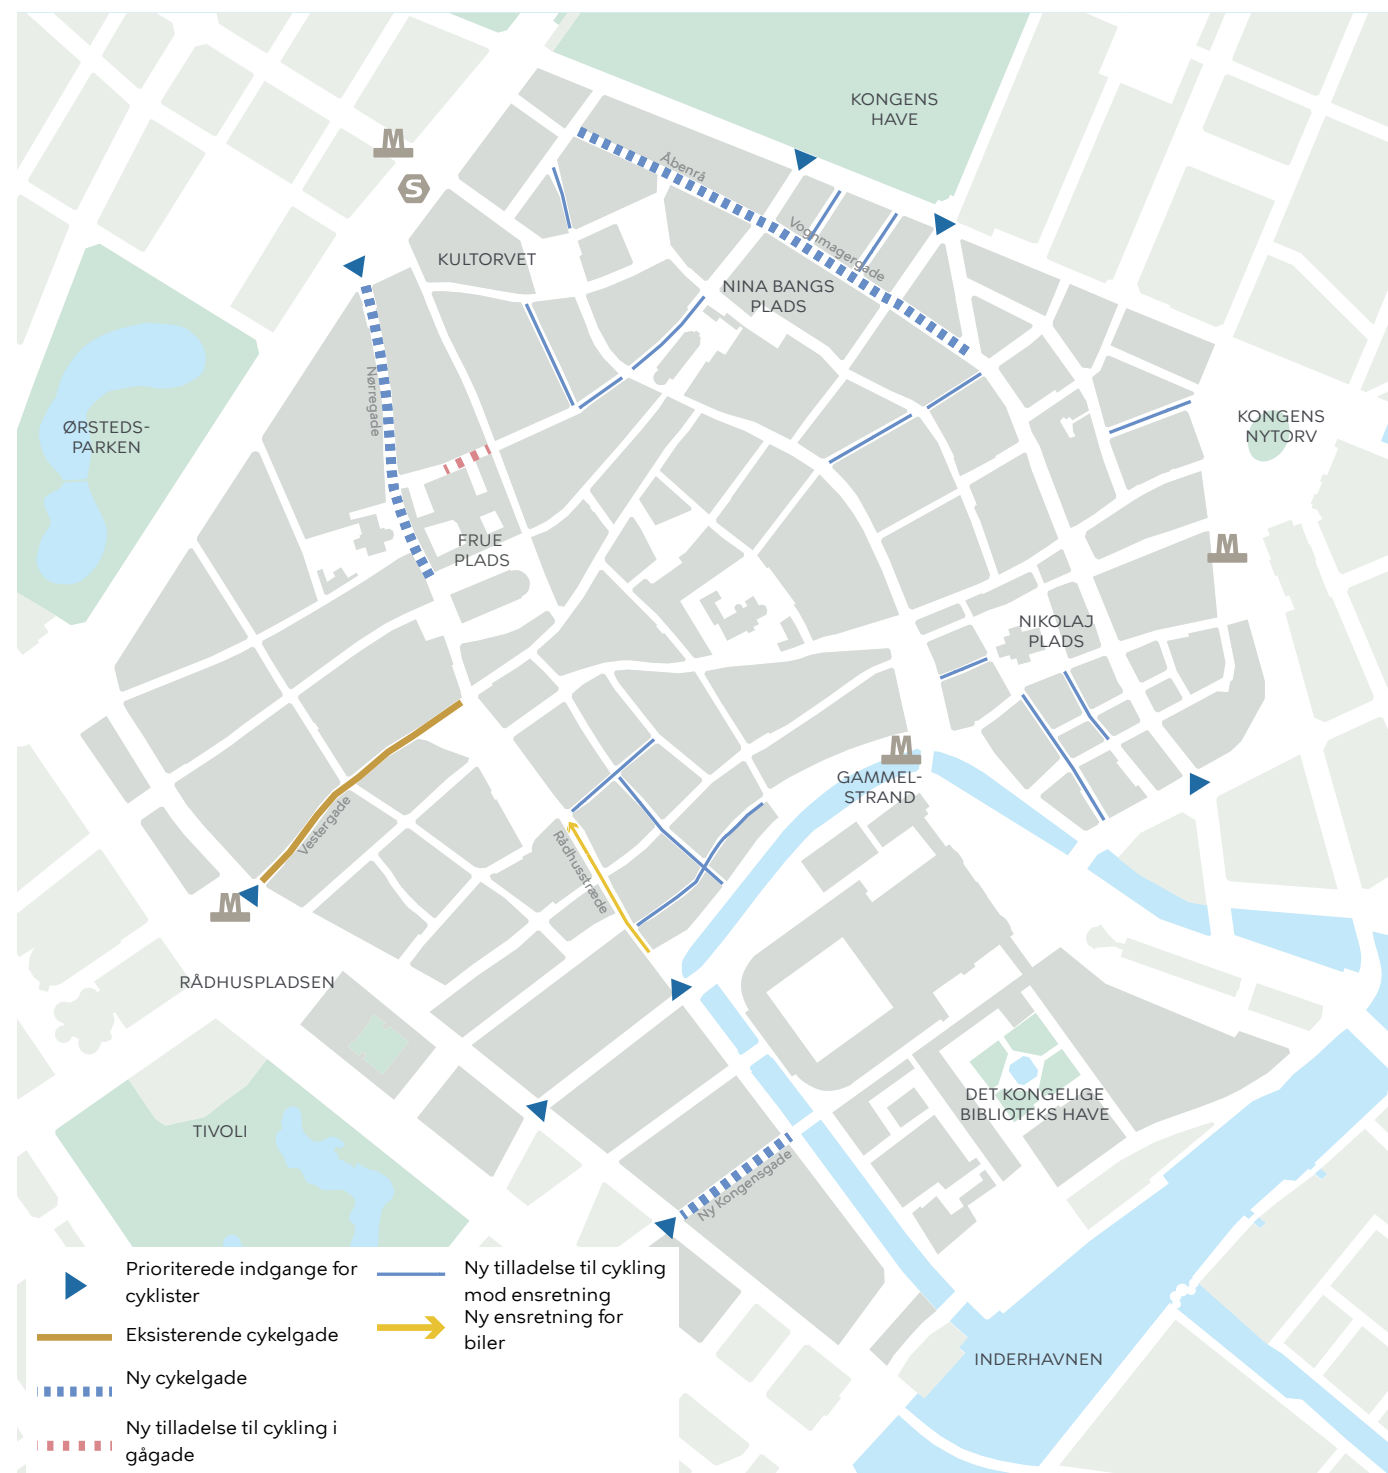 KONGENS
HAVE
M
S
Åbenrå
Vognmagergade
KULTORVET
NINA BANGS
PLADS
Nørregade
ØRSTEDS-
PARKEN
KONGENS
NYTORV
FRUE
PLADS
M
NIKOLAJ
PLADS
M
GAMMEL-
STRAND
Vestergade
Rådhusstræde
M
RÅDHUSPLADSEN
DET KONGELIGE
BIBLIOTEKS HAVE
TIVOLI
Ny Kongensgade
INDERHAVNEN
Prioriterede indgange for
cyklister
Eksisterende cykelgade
Ny cykelgade
Ny tilladelse til cykling i
gågade
Ny tilladelse til cykling
mod ensretning
Ny ensretning for
biler